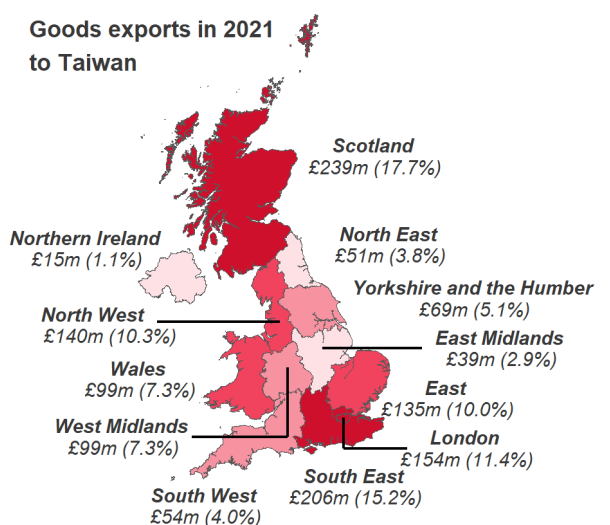 Goods exports in 2021
to Taiwan
Scotland
£239m (17.7%)
Northern Ireland
£15m (1.1%)
North East
£51m (3.8%)
Yorkshire and the Humber
£69m (5.1%)
North West
£140m (10.3%)
East Midlands
£39m (2.9%)
Wales
£99m (7.3%)
East
£135m (10.0%)
West Midlands
£99m (7.3%)
London
£154m (11.4%)
South East
£206m (15.2%)
South West
£54m (4.0%)